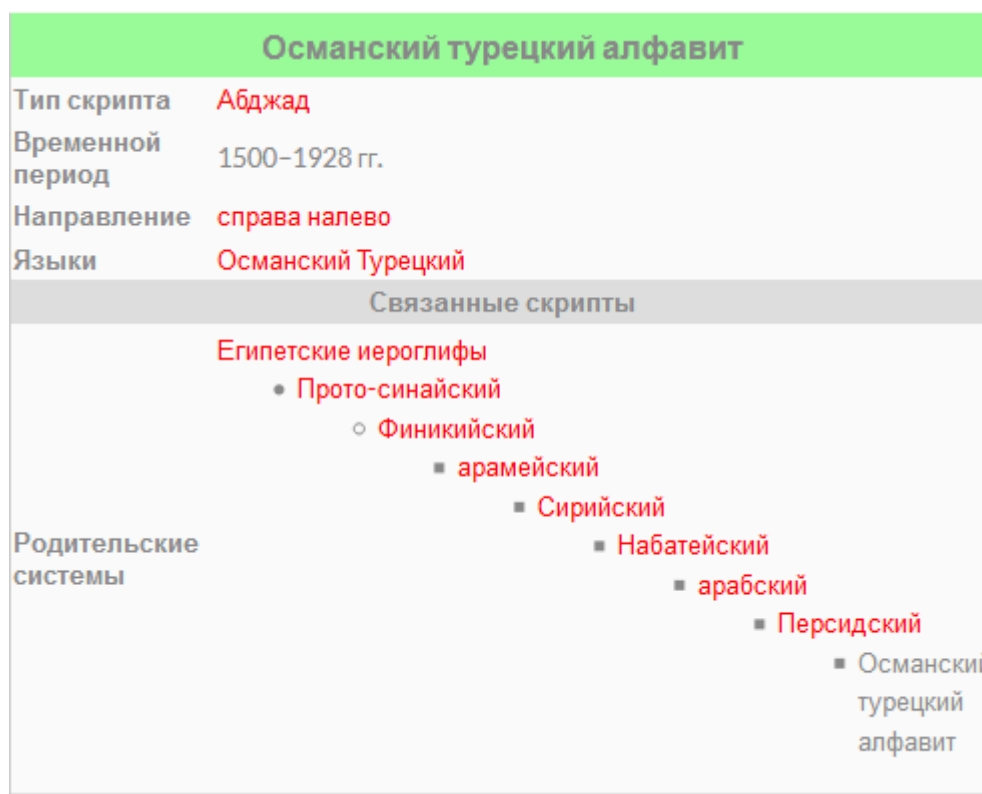 Османский турецкий алфавит
Тип скрипта Абджад
Временной период 1500–1928 гг.
Направление справа налево
Языки Османский Турецкий
Связанные скрипты
Родительские системы
Египетские иероглифы
Прото-синайский
Финикийский
арамейский
Сирийский
Набатейский
арабский
Персидский
Османский
турецкий
алфавит